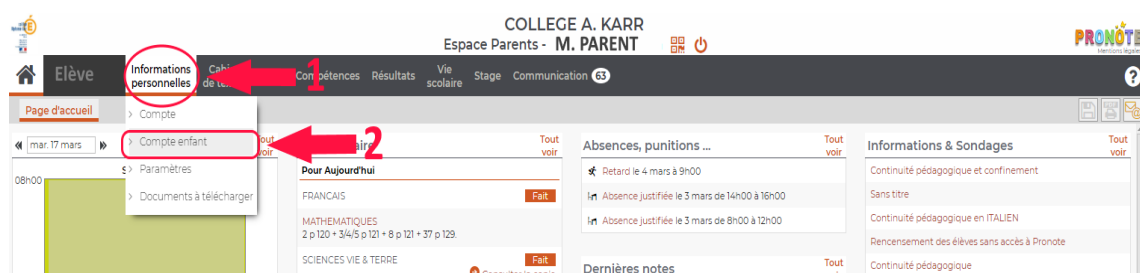 COLLEGE A. KARR
Espace Parents - M. PARENT
PRONOTE
Mentions légales
Elève
Informations personnelles
1
Compétences
Résultats
Vie scolaire
Stage
Communication 63
?
Page d'accueil
> Compte
> Compte enfant
2
> Paramètres
> Documents à télécharger
mar. 17 mars
Tout voir
08h00
Pour Aujourd'hui
FRANCAIS
Fait
MATHEMATIQUES
2 p 120 + 3/4/5 p 121 + 8 p 121 + 37 p 129.
SCIENCES VIE & TERRE
Fait
Tout voir
Absences, punitions ...
Tout voir
Retard le 4 mars à 9h00
Absence justifiée le 3 mars de 14h00 à 16h00
Absence justifiée le 3 mars de 8h00 à 12h00
Dernières notes
Tout
Informations & Sondages
Tout voir
Continuité pédagogique et confinement
Sans titre
Continuité pédagogique en ITALIEN
Rencensement des élèves sans accès à Pronote
Continuité pédagogique